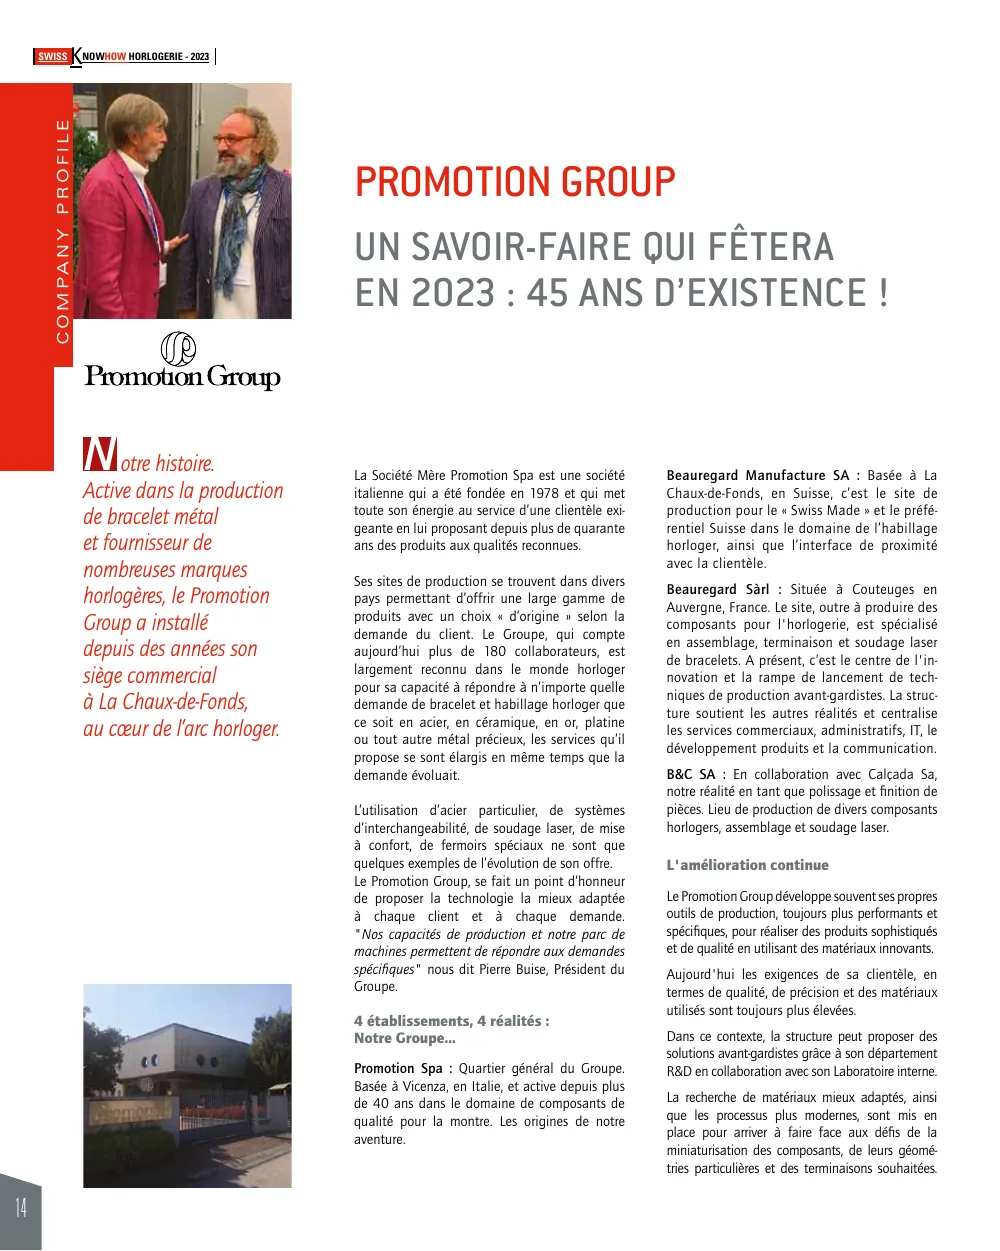 SWISS KNOWHOW HORLOGERIE - 2023
COMPANY PROFILE
PROMOTION GROUP
UN SAVOIR-FAIRE QUI FÊTERA
EN 2023 : 45 ANS D’EXISTENCE !
Promotion Group
Notre histoire.
Active dans la production
de bracelet métal
et fournisseur de
nombreuses marques
horlogères, le Promotion
Group a installé
depuis des années son
siège commercial
à La Chaux-de-Fonds,
au cœur de l’arc horloger.
La Société Mère Promotion Spa est une société
italienne qui a été fondée en 1978 et qui met
toute son énergie au service d’une clientèle exi-
geante en lui proposant depuis plus de quarante
ans des produits aux qualités reconnues.
Ses sites de production se trouvent dans divers
pays permettant d’offrir une large gamme de
produits avec un choix « d’origine » selon la
demande du client. Le Groupe, qui compte
aujourd’hui plus de 180 collaborateurs, est
largement reconnu dans le monde horloger
pour sa capacité à répondre à n’importe quelle
demande de bracelet et habillage horloger que
ce soit en acier, en céramique, en or, platine
ou tout autre métal précieux, les services qu’il
propose se sont élargis en même temps que la
demande évoluait.
L’utilisation d’acier particulier, de systèmes
d’interchangeabilité, de soudage laser, de mise
à confort, de fermoirs spéciaux ne sont que
quelques exemples de l’évolution de son offre.
Le Promotion Group, se fait un point d’honneur
de proposer la technologie la mieux adaptée
à chaque client et à chaque demande.
"Nos capacités de production et notre parc de
machines permettent de répondre aux demandes
spécifiques" nous dit Pierre Buise, Président du
Groupe.
4 établissements, 4 réalités :
Notre Groupe...
Promotion Spa : Quartier général du Groupe.
Basée à Vicenza, en Italie, et active depuis plus
de 40 ans dans le domaine de composants de
qualité pour la montre. Les origines de notre
aventure.
Beauregard Manufacture SA : Basée à La
Chaux-de-Fonds, en Suisse, c’est le site de
production pour le « Swiss Made » et le préfé-
rentiel Suisse dans le domaine de l’habillage
horloger, ainsi que l’interface de proximité
avec la clientèle.
Beauregard Sàrl : Située à Couteuges en
Auvergne, France. Le site, outre à produire des
composants pour l'horlogerie, est spécialisé
en assemblage, terminaison et soudage laser
de bracelets. A présent, c’est le centre de l'in-
novation et la rampe de lancement de tech-
niques de production avant-gardistes. La struc-
ture soutient les autres réalités et centralise
les services commerciaux, administratifs, IT, le
développement produits et la communication.
B&C SA : En collaboration avec Calçada Sa,
notre réalité en tant que polissage et finition de
pièces. Lieu de production de divers composants
horlogers, assemblage et soudage laser.
L'amélioration continue
Le Promotion Group développe souvent ses propres
outils de production, toujours plus performants et
spécifiques, pour réaliser des produits sophistiqués
et de qualité en utilisant des matériaux innovants.
Aujourd'hui les exigences de sa clientèle, en
termes de qualité, de précision et des matériaux
utilisés sont toujours plus élevées.
Dans ce contexte, la structure peut proposer des
solutions avant-gardistes grâce à son département
R&D en collaboration avec son Laboratoire interne.
La recherche de matériaux mieux adaptés, ainsi
que les processus plus modernes, sont mis en
place pour arriver à faire face aux défis de la
miniaturisation des composants, de leurs géomé-
tries particulières et des terminaisons souhaitées.
Promotion
14